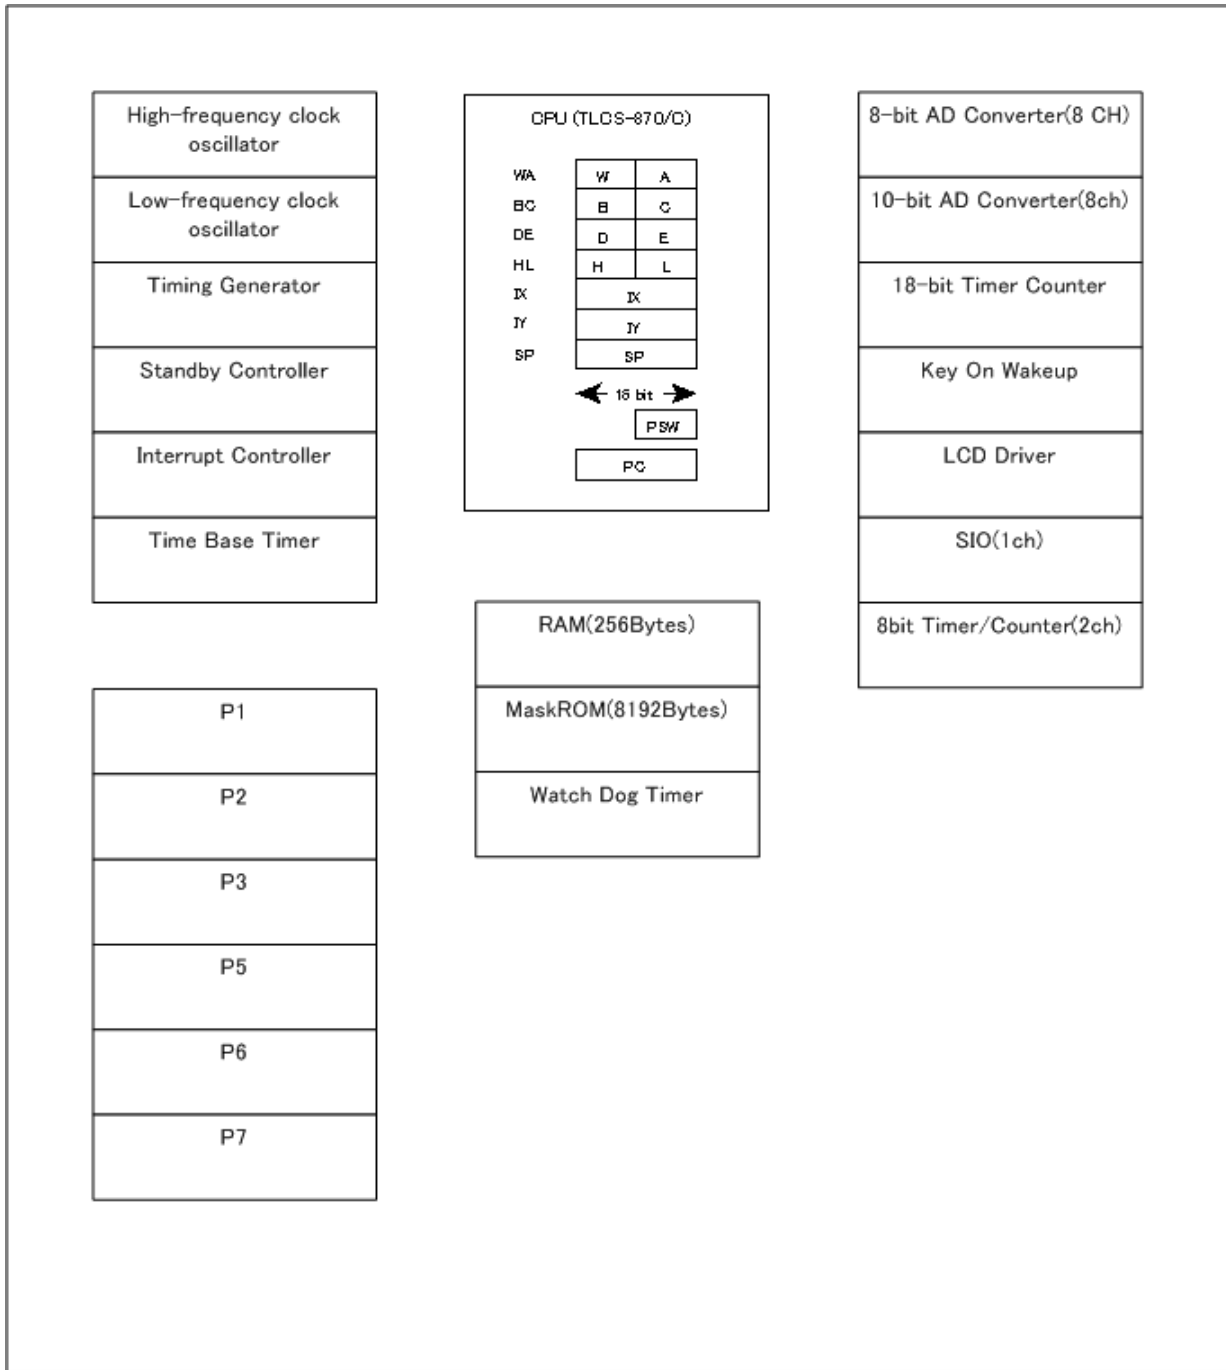 High-frequency clock
oscillator
Low-frequency clock
oscillator
Timing Generator
Standby Controller
Interrupt Controller
Time Base Timer
P1
P2
P3
P5
P6
P7
CPU (TLCS-870/C)
WA W A
BC B C
DE D E
HL H L
IX IX
IY IY
SP SP
16 bit
PSW
PC
RAM(256Bytes)
MaskROM(8192Bytes)
Watch Dog Timer
8-bit AD Converter(8 CH)
10-bit AD Converter(8ch)
18-bit Timer Counter
Key On Wakeup
LCD Driver
SIO(1ch)
8bit Timer/Counter(2ch)